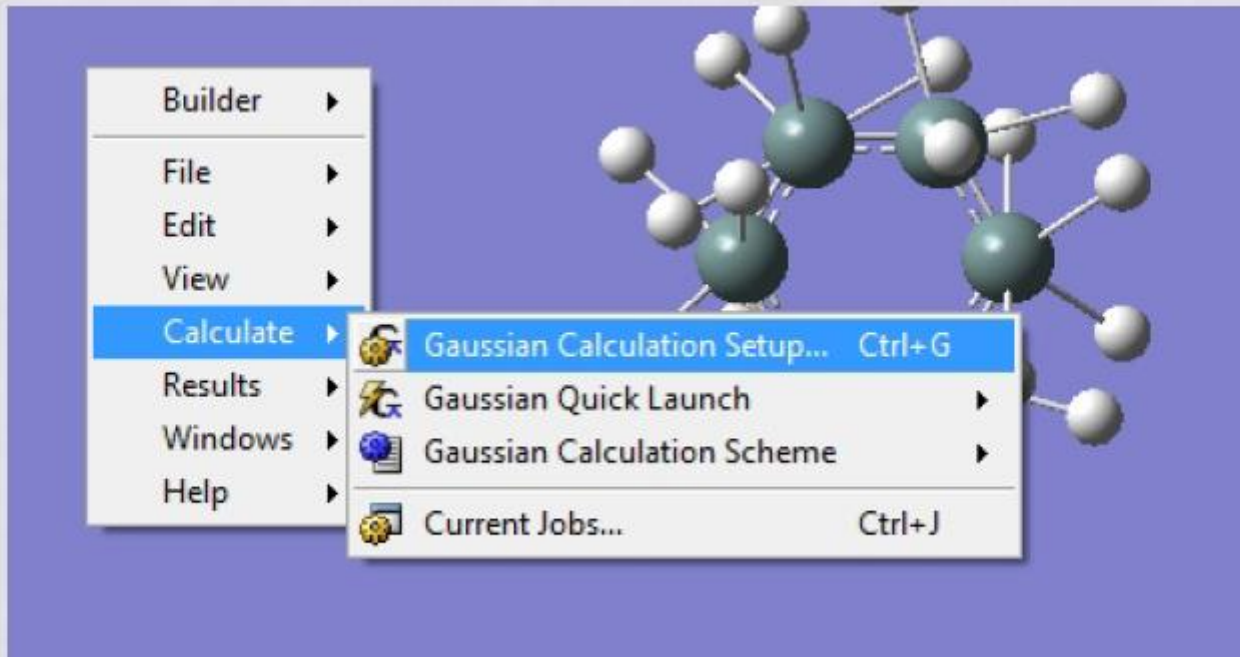 Builder
File
Edit
View
Calculate
Results
Windows
Help
Gaussian Calculation Setup... Ctrl+G
Gaussian Quick Launch
Gaussian Calculation Scheme
Current Jobs... Ctrl+J